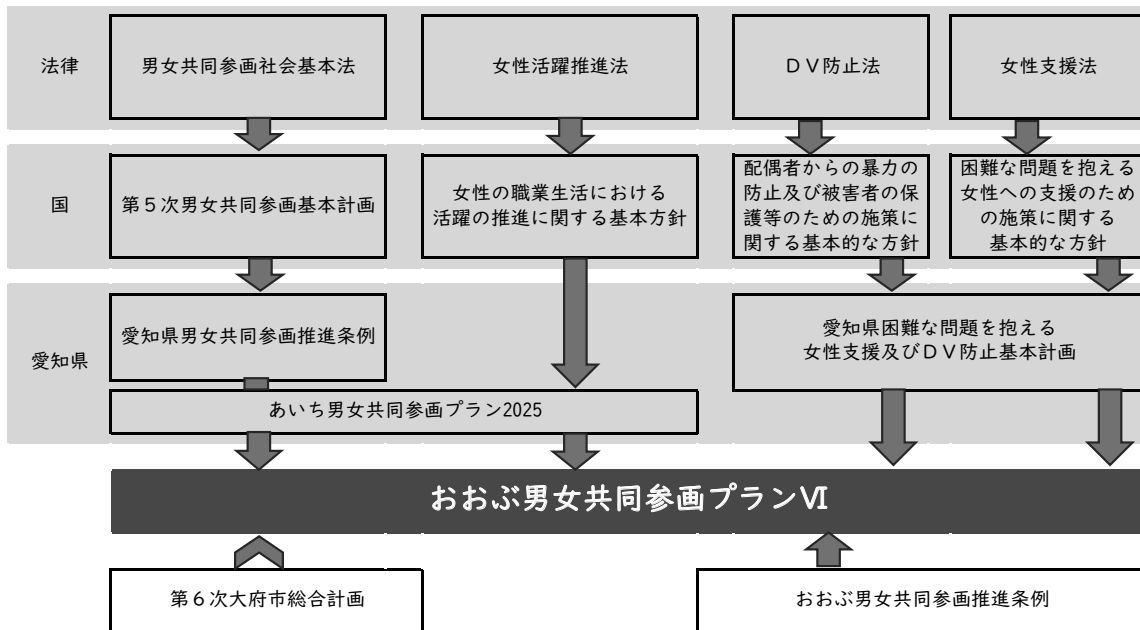 法律
男女共同参画社会基本法
女性活躍推進法
ＤＶ防止法
女性支援法
国
第５次男女共同参画基本計画
女性の職業生活における
活躍の推進に関する基本方針
配偶者からの暴力の
防止及び被害者の保
護等のための施策に
関する基本的な方針
困難な問題を抱える
女性への支援のため
の施策に関する
基本的な方針
愛知県
愛知県男女共同参画推進条例
愛知県困難な問題を抱える
女性支援及びＤＶ防止基本計画
あいち男女共同参画プラン2025
おおぶ男女共同参画プランⅥ
第６次大府市総合計画
おおぶ男女共同参画推進条例